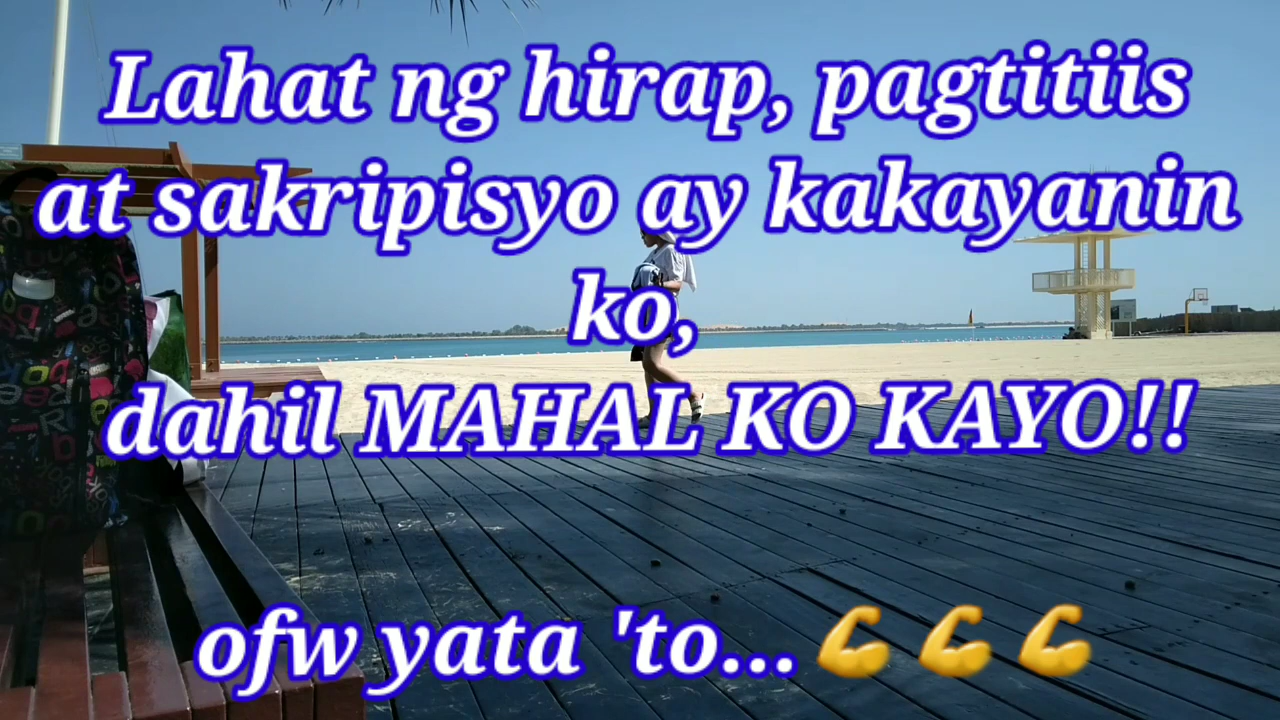 Lahat ng hirap, pagtitiis
at sakripisyo ay kakayanin
ko,
dahil MAHAL KO KAYO!!
ofw yata 'to...💪💪💪